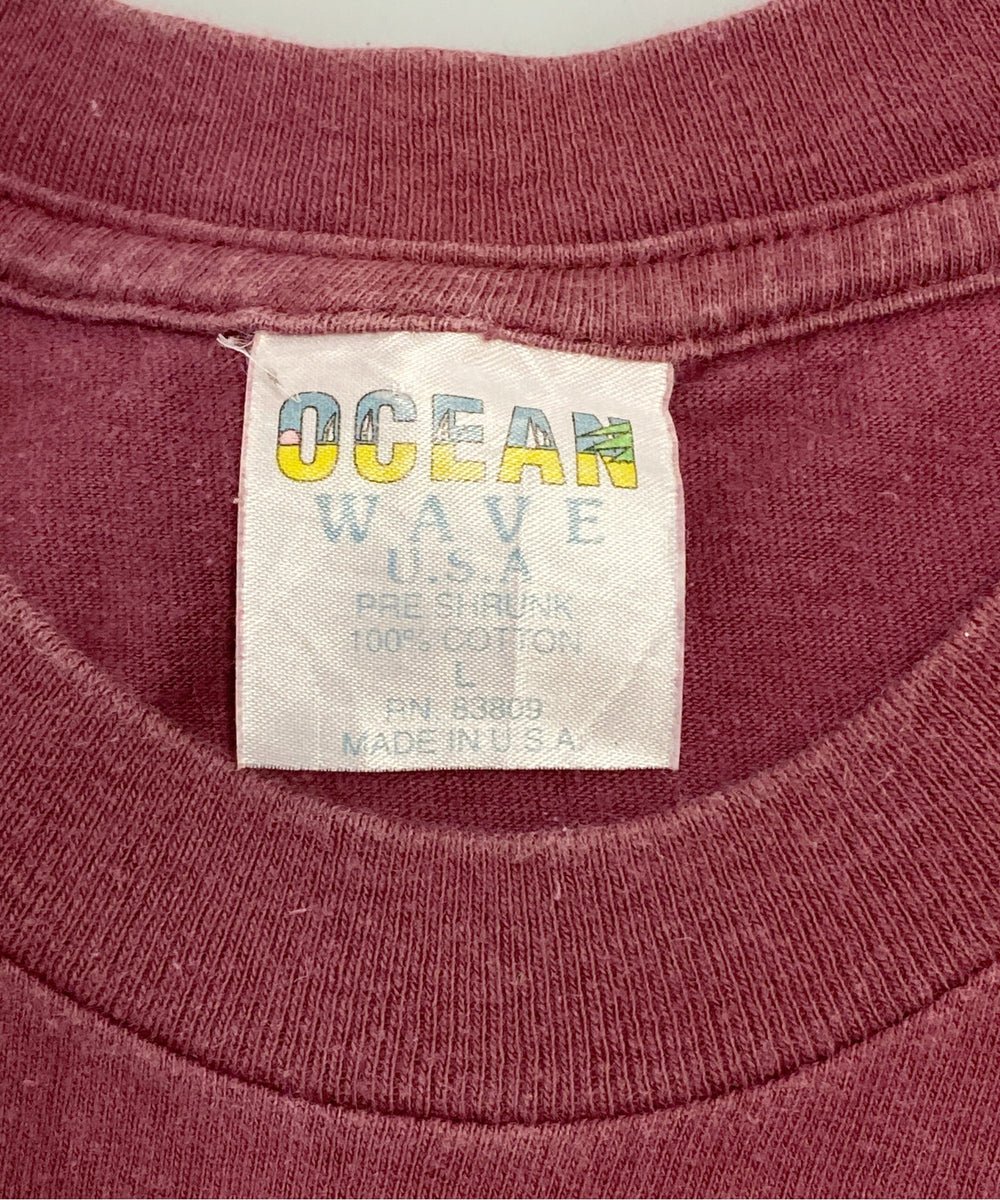 OCEAN
WAVE
U.S.A
PRE SHRUNK
100% COTTON
L
RN. 83809
MADE IN U S A.